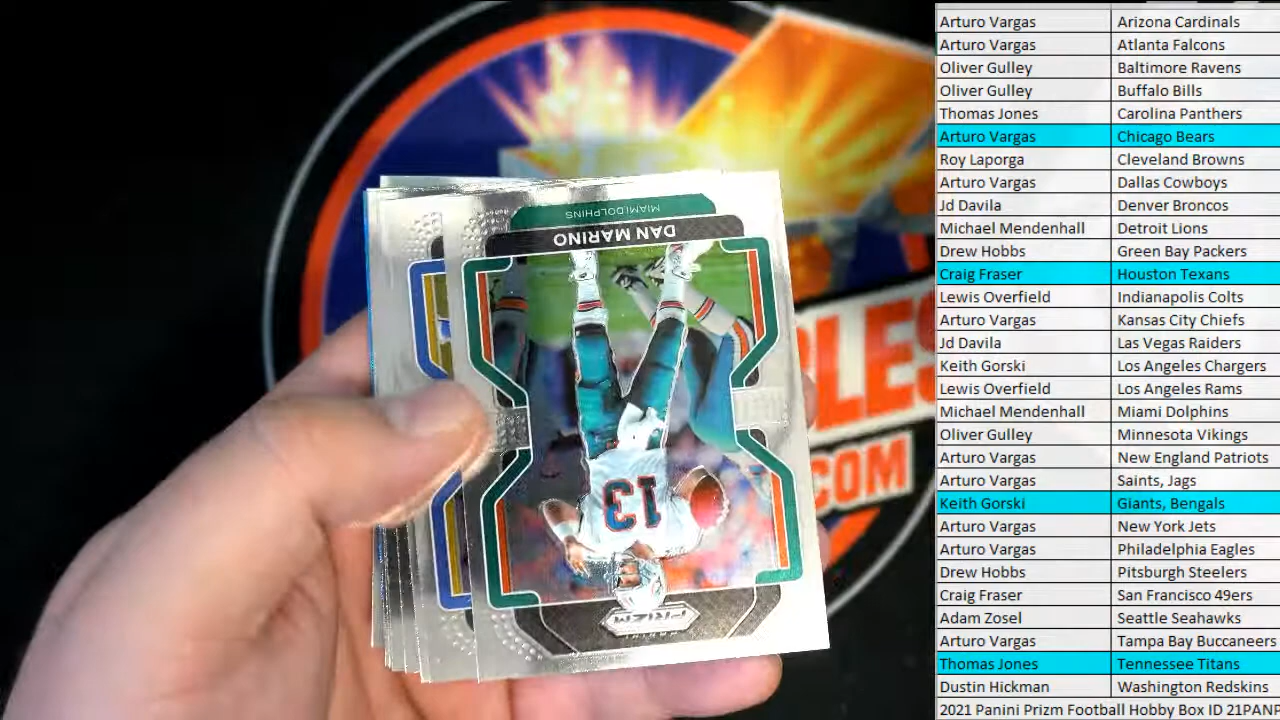 MIAMI DOLPHINS
DAN MARINO
13
PRIZM
.COM
Arturo Vargas Arizona Cardinals
Arturo Vargas Atlanta Falcons
Oliver Gulley Baltimore Ravens
Oliver Gulley Buffalo Bills
Thomas Jones Carolina Panthers
Arturo Vargas Chicago Bears
Roy Laporga Cleveland Browns
Arturo Vargas Dallas Cowboys
Jd Davila Denver Broncos
Michael Mendenhall Detroit Lions
Drew Hobbs Green Bay Packers
Craig Fraser Houston Texans
Lewis Overfield Indianapolis Colts
Arturo Vargas Kansas City Chiefs
Jd Davila Las Vegas Raiders
Keith Gorski Los Angeles Chargers
Lewis Overfield Los Angeles Rams
Michael Mendenhall Miami Dolphins
Oliver Gulley Minnesota Vikings
Arturo Vargas New England Patriots
Arturo Vargas Saints, Jags
Keith Gorski Giants, Bengals
Arturo Vargas New York Jets
Arturo Vargas Philadelphia Eagles
Drew Hobbs Pitsburgh Steelers
Craig Fraser San Francisco 49ers
Adam Zosel Seattle Seahawks
Arturo Vargas Tampa Bay Buccaneers
Thomas Jones Tennessee Titans
Dustin Hickman Washington Redskins
2021 Panini Prizm Football Hobby Box ID 21PANP